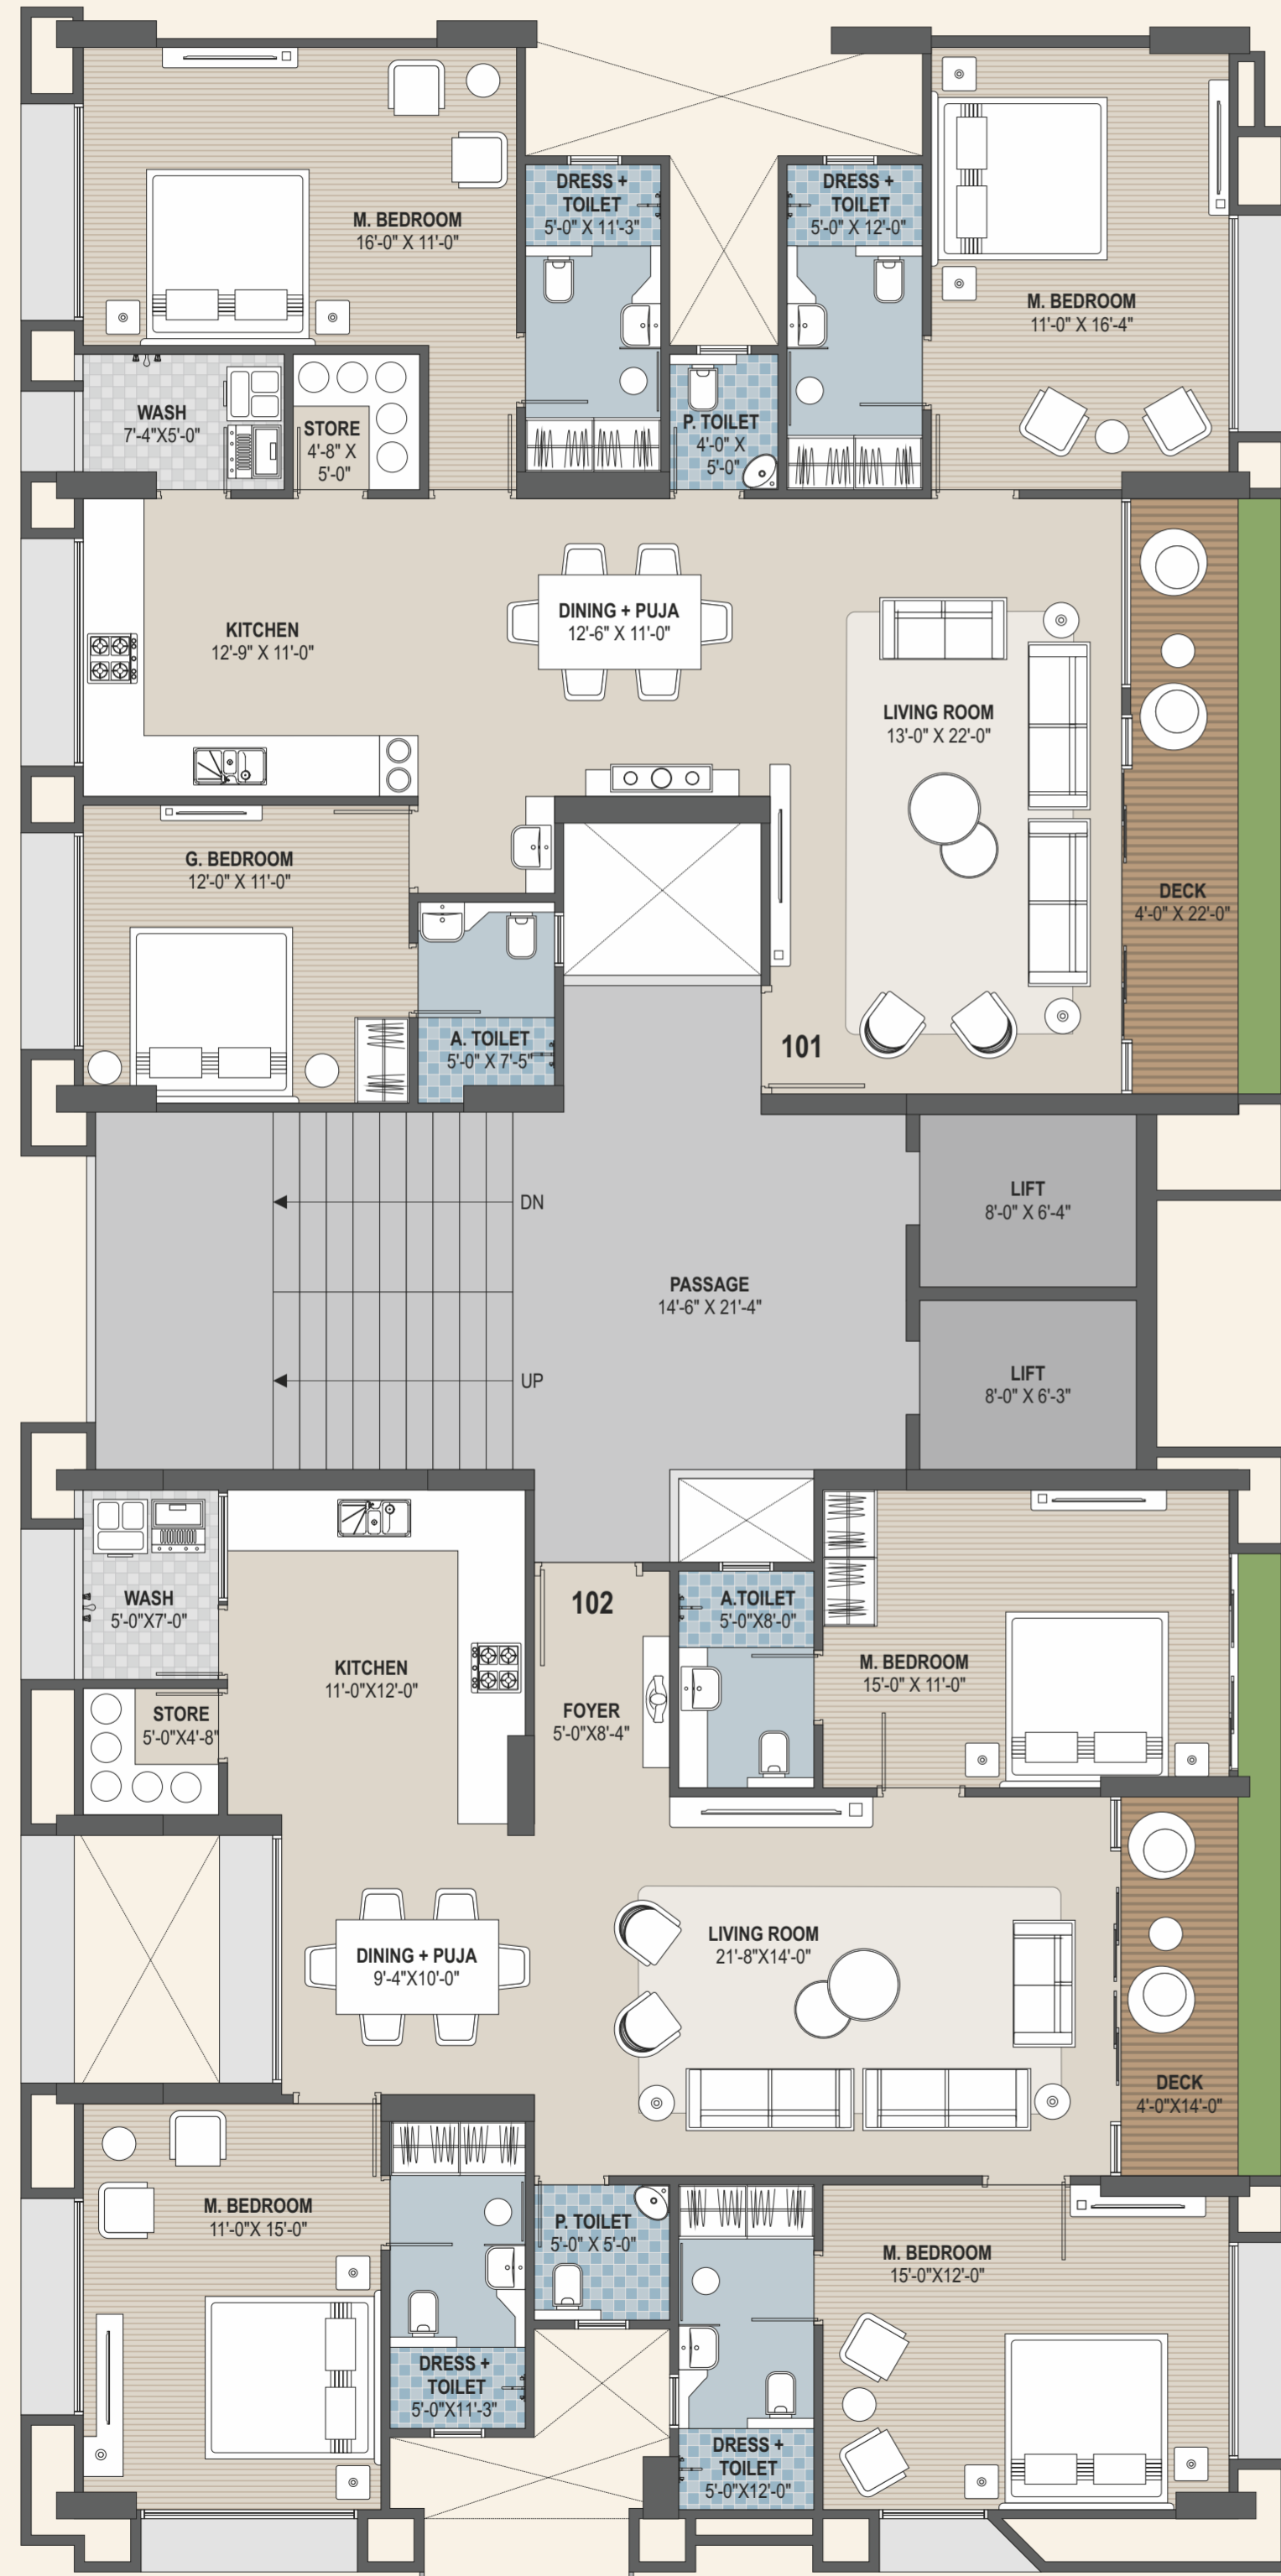 M. BEDROOM
16'-0" X 11'-0"
DRESS +
TOILET
5'-0" X 11'-3"
DRESS +
TOILET
5'-0" X 12'-0"
M. BEDROOM
11'-0" X 16'-4"
WASH
7'-4"X5'-0"
STORE
4'-8" X
5'-0"
P. TOILET
4'-0" X
5'-0"
KITCHEN
12'-9" X 11'-0"
DINING + PUJA
12'-6" X 11'-0"
LIVING ROOM
13'-0" X 22'-0"
G. BEDROOM
12'-0" X 11'-0"
DECK
4'-0" X 22'-0"
A. TOILET
5'-0" X 7'-5"
101
DN
LIFT
8'-0" X 6'-4"
PASSAGE
14'-6" X 21'-4"
UP
LIFT
8'-0" X 6'-3"
WASH
5'-0"X7'-0"
102
A.TOILET
5'-0"X8'-0"
KITCHEN
11'-0"X12'-0"
M. BEDROOM
15'-0" X 11'-0"
STORE
5'-0"X4'-8"
FOYER
5'-0"X8'-4"
DINING + PUJA
9'-4"X10'-0"
LIVING ROOM
21'-8"X14'-0"
DECK
4'-0"X14'-0"
M. BEDROOM
11'-0"X 15'-0"
P. TOILET
5'-0" X 5'-0"
M. BEDROOM
15'-0"X12'-0"
DRESS +
TOILET
5'-0"X11'-3"
DRESS +
TOILET
5'-0"X12'-0"